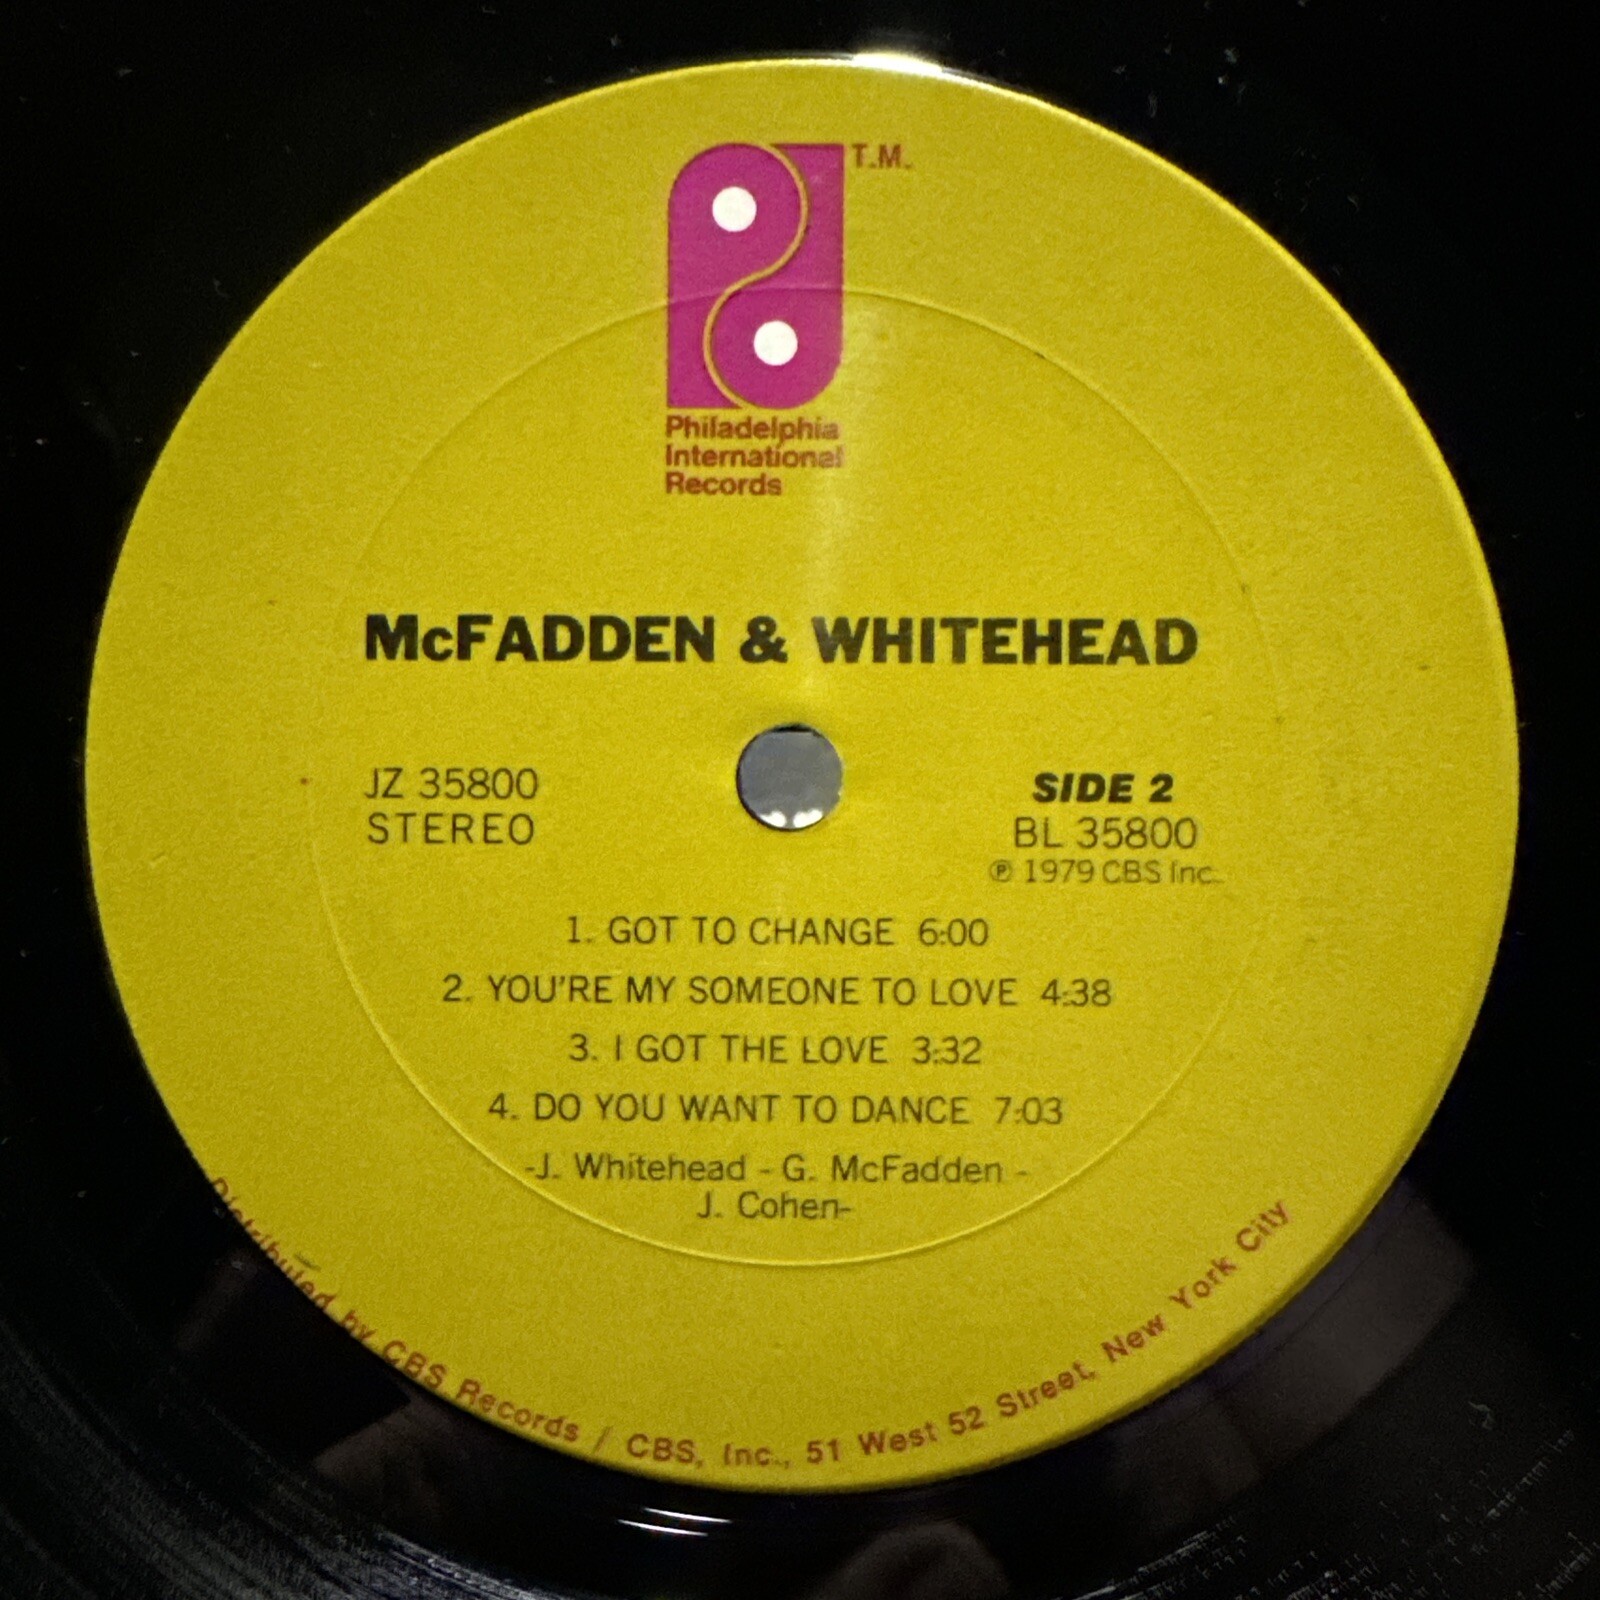 T.M.
Philadelphia
International
Records
McFADDEN & WHITEHEAD
JZ 35800
STEREO
SIDE 2
BL 35800
℗ 1979 CBS Inc.
1. GOT TO CHANGE 6:00
2. YOU'RE MY SOMEONE TO LOVE 4:38
3. I GOT THE LOVE 3:32
4. DO YOU WANT TO DANCE 7:03
-J. Whitehead - G. McFadden -
J. Cohen-
Distributed by CBS Records / CBS, Inc., 51 West 52 Street, New York City